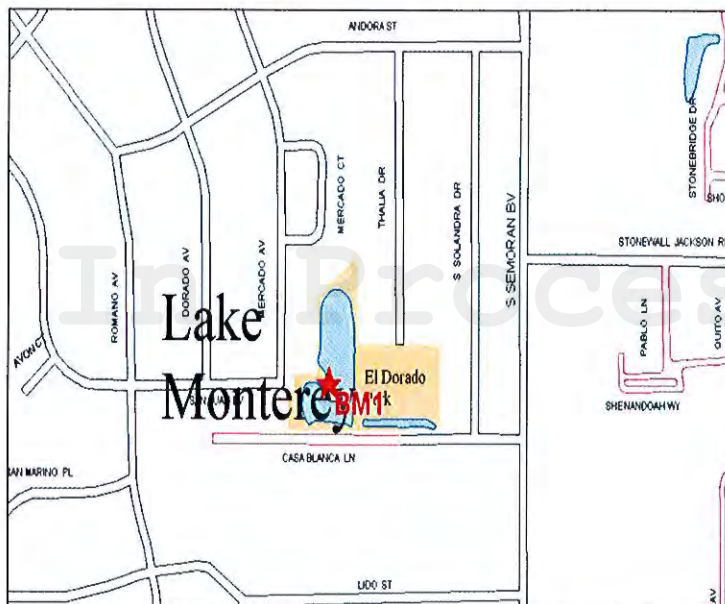 ANDORA ST
STONEBRIDGE DR
SHO
MERCADO CT
THALIA DR
S SOLANDRA DR
S SEMORAN BV
STONEWALL JACKSON R
In Proces
ROMANO AV
DORADO AV
MERCADO AV
PABLO LN
QUITO AV
Lake
Monterey
AVON CT
El Dorado
BM1
SHENANDOAH WY
CASA BLANCA LN
AN MARINO PL
LIDO ST
AV